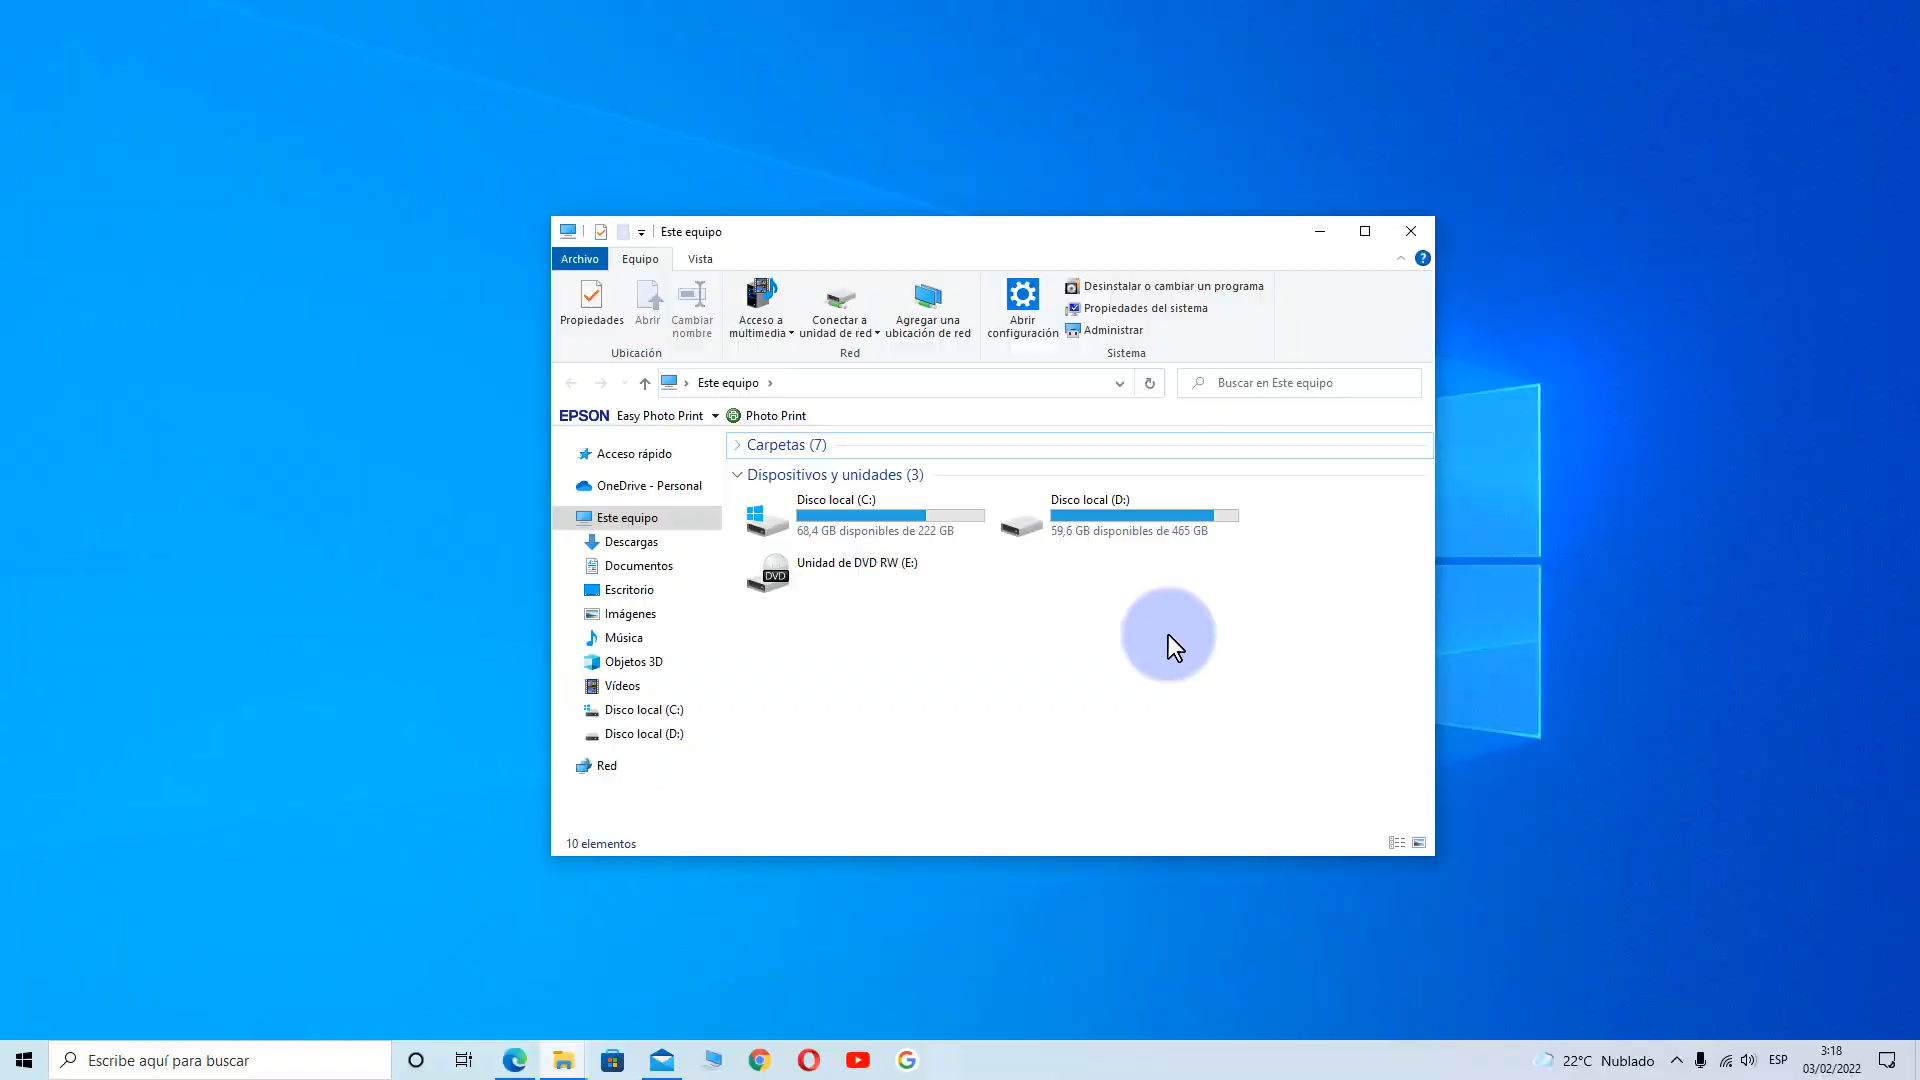 Este equipo
Archivo Equipo Vista
Propiedades Abrir Cambiar nombre
Ubicación
Acceso a multimedia Conectar a unidad de red Agregar una ubicación de red
Red
Abrir configuración
Desinstalar o cambiar un programa
Propiedades del sistema
Administrar
Sistema
Este equipo
Buscar en Este equipo
EPSON Easy Photo Print Photo Print
Acceso rápido
OneDrive - Personal
Este equipo
Descargas
Documentos
Escritorio
Imágenes
Música
Objetos 3D
Vídeos
Disco local (C:)
Disco local (D:)
Red
Carpetas (7)
Dispositivos y unidades (3)
Disco local (C:)
68,4 GB disponibles de 222 GB
Disco local (D:)
59,6 GB disponibles de 465 GB
DVD
Unidad de DVD RW (E:)
10 elementos
Escribe aquí para buscar
22°C Nublado
ESP
3:18
03/02/2022